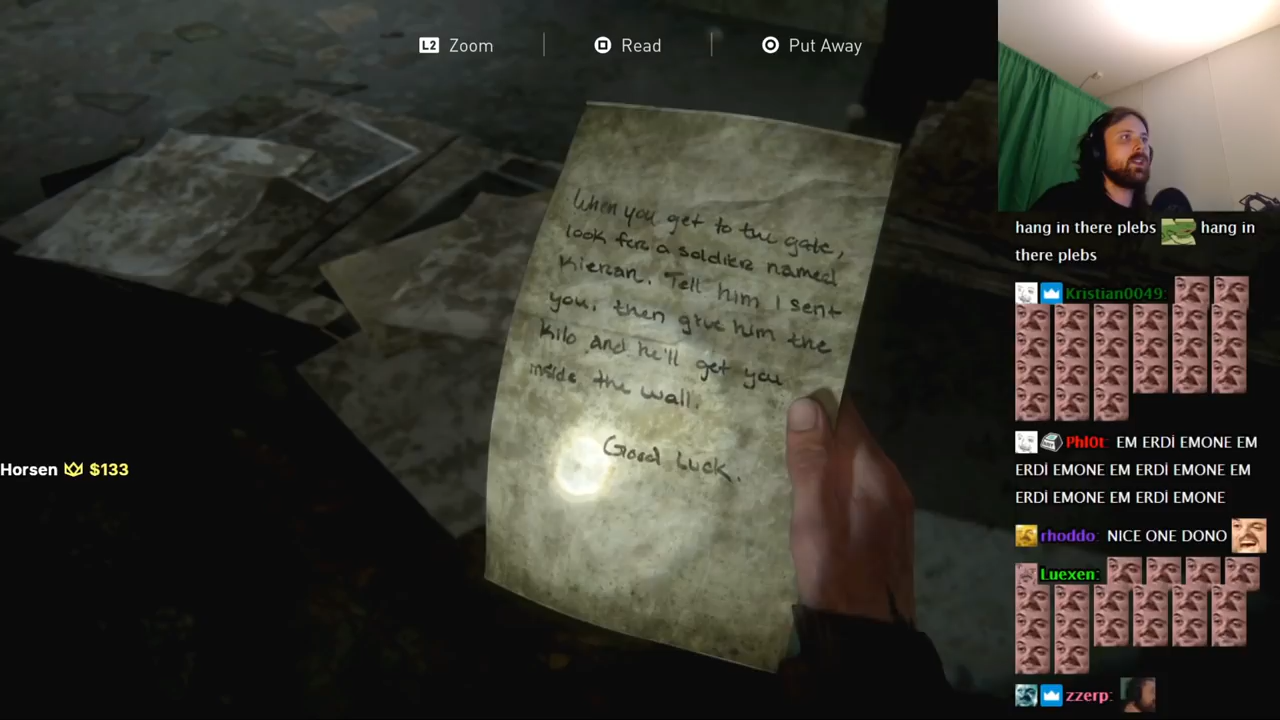 L2 Zoom
Read
Put Away
When you get to the gate,
look for a soldier named
Kieran. Tell him I sent
you, then give him the
kilo and he'll get you
inside the wall.
Good Luck.
Horsen $133
hang in there plebs hang in
there plebs
Kristian0049:
Phl0t: EM ERDİ EMONE EM
ERDİ EMONE EM ERDİ EMONE EM
ERDİ EMONE EM ERDİ EMONE
rhoddo: NICE ONE DONO
Luexen:
zzerp: